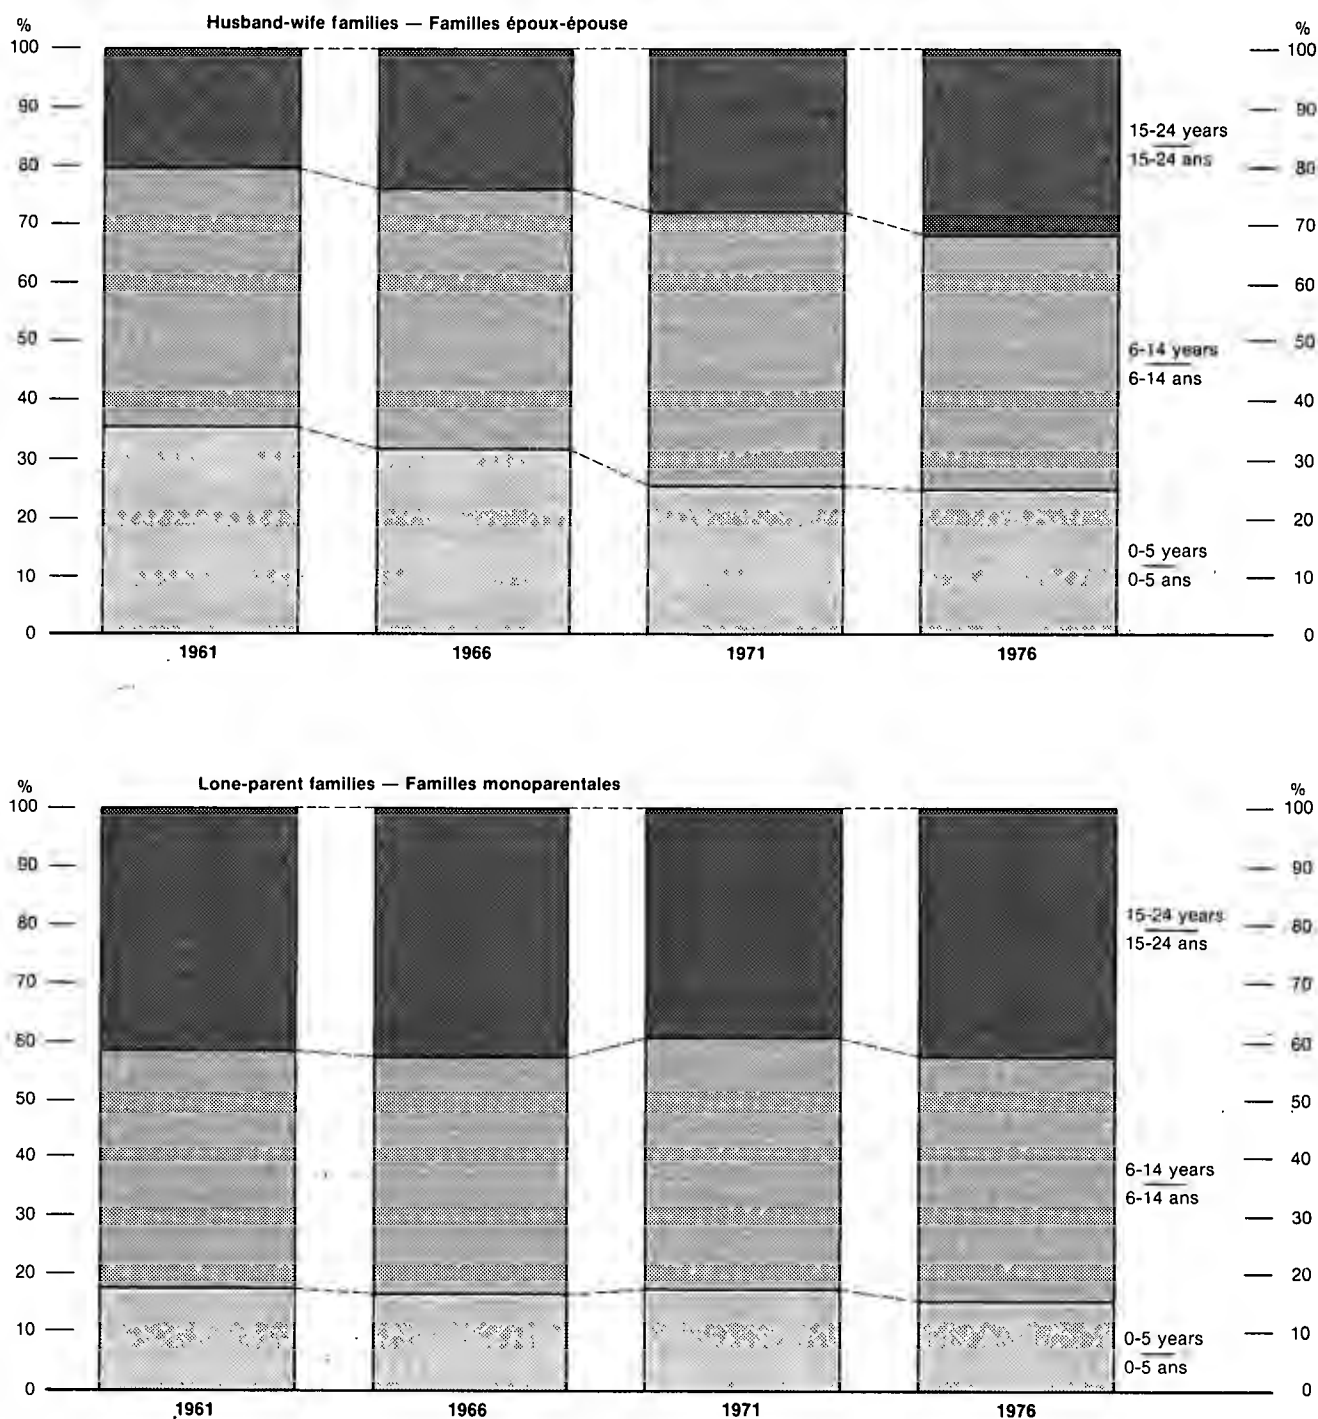 Husband-wife families — Familles époux-épouse
% %
100 100
90 90
15-24 years
15-24 ans
80 80
70 70
60 60
50 50
6-14 years
6-14 ans
40 40
30 30
20 20
0-5 years
0-5 ans
10 10
0 0
1961 1966 1971 1976
Lone-parent families — Familles monoparentales
% %
100 100
90 90
15-24 years
15-24 ans
80 80
70 70
60 60
50 50
40 40
6-14 years
6-14 ans
30 30
20 20
10 10
0-5 years
0-5 ans
0 0
1961 1966 1971 1976